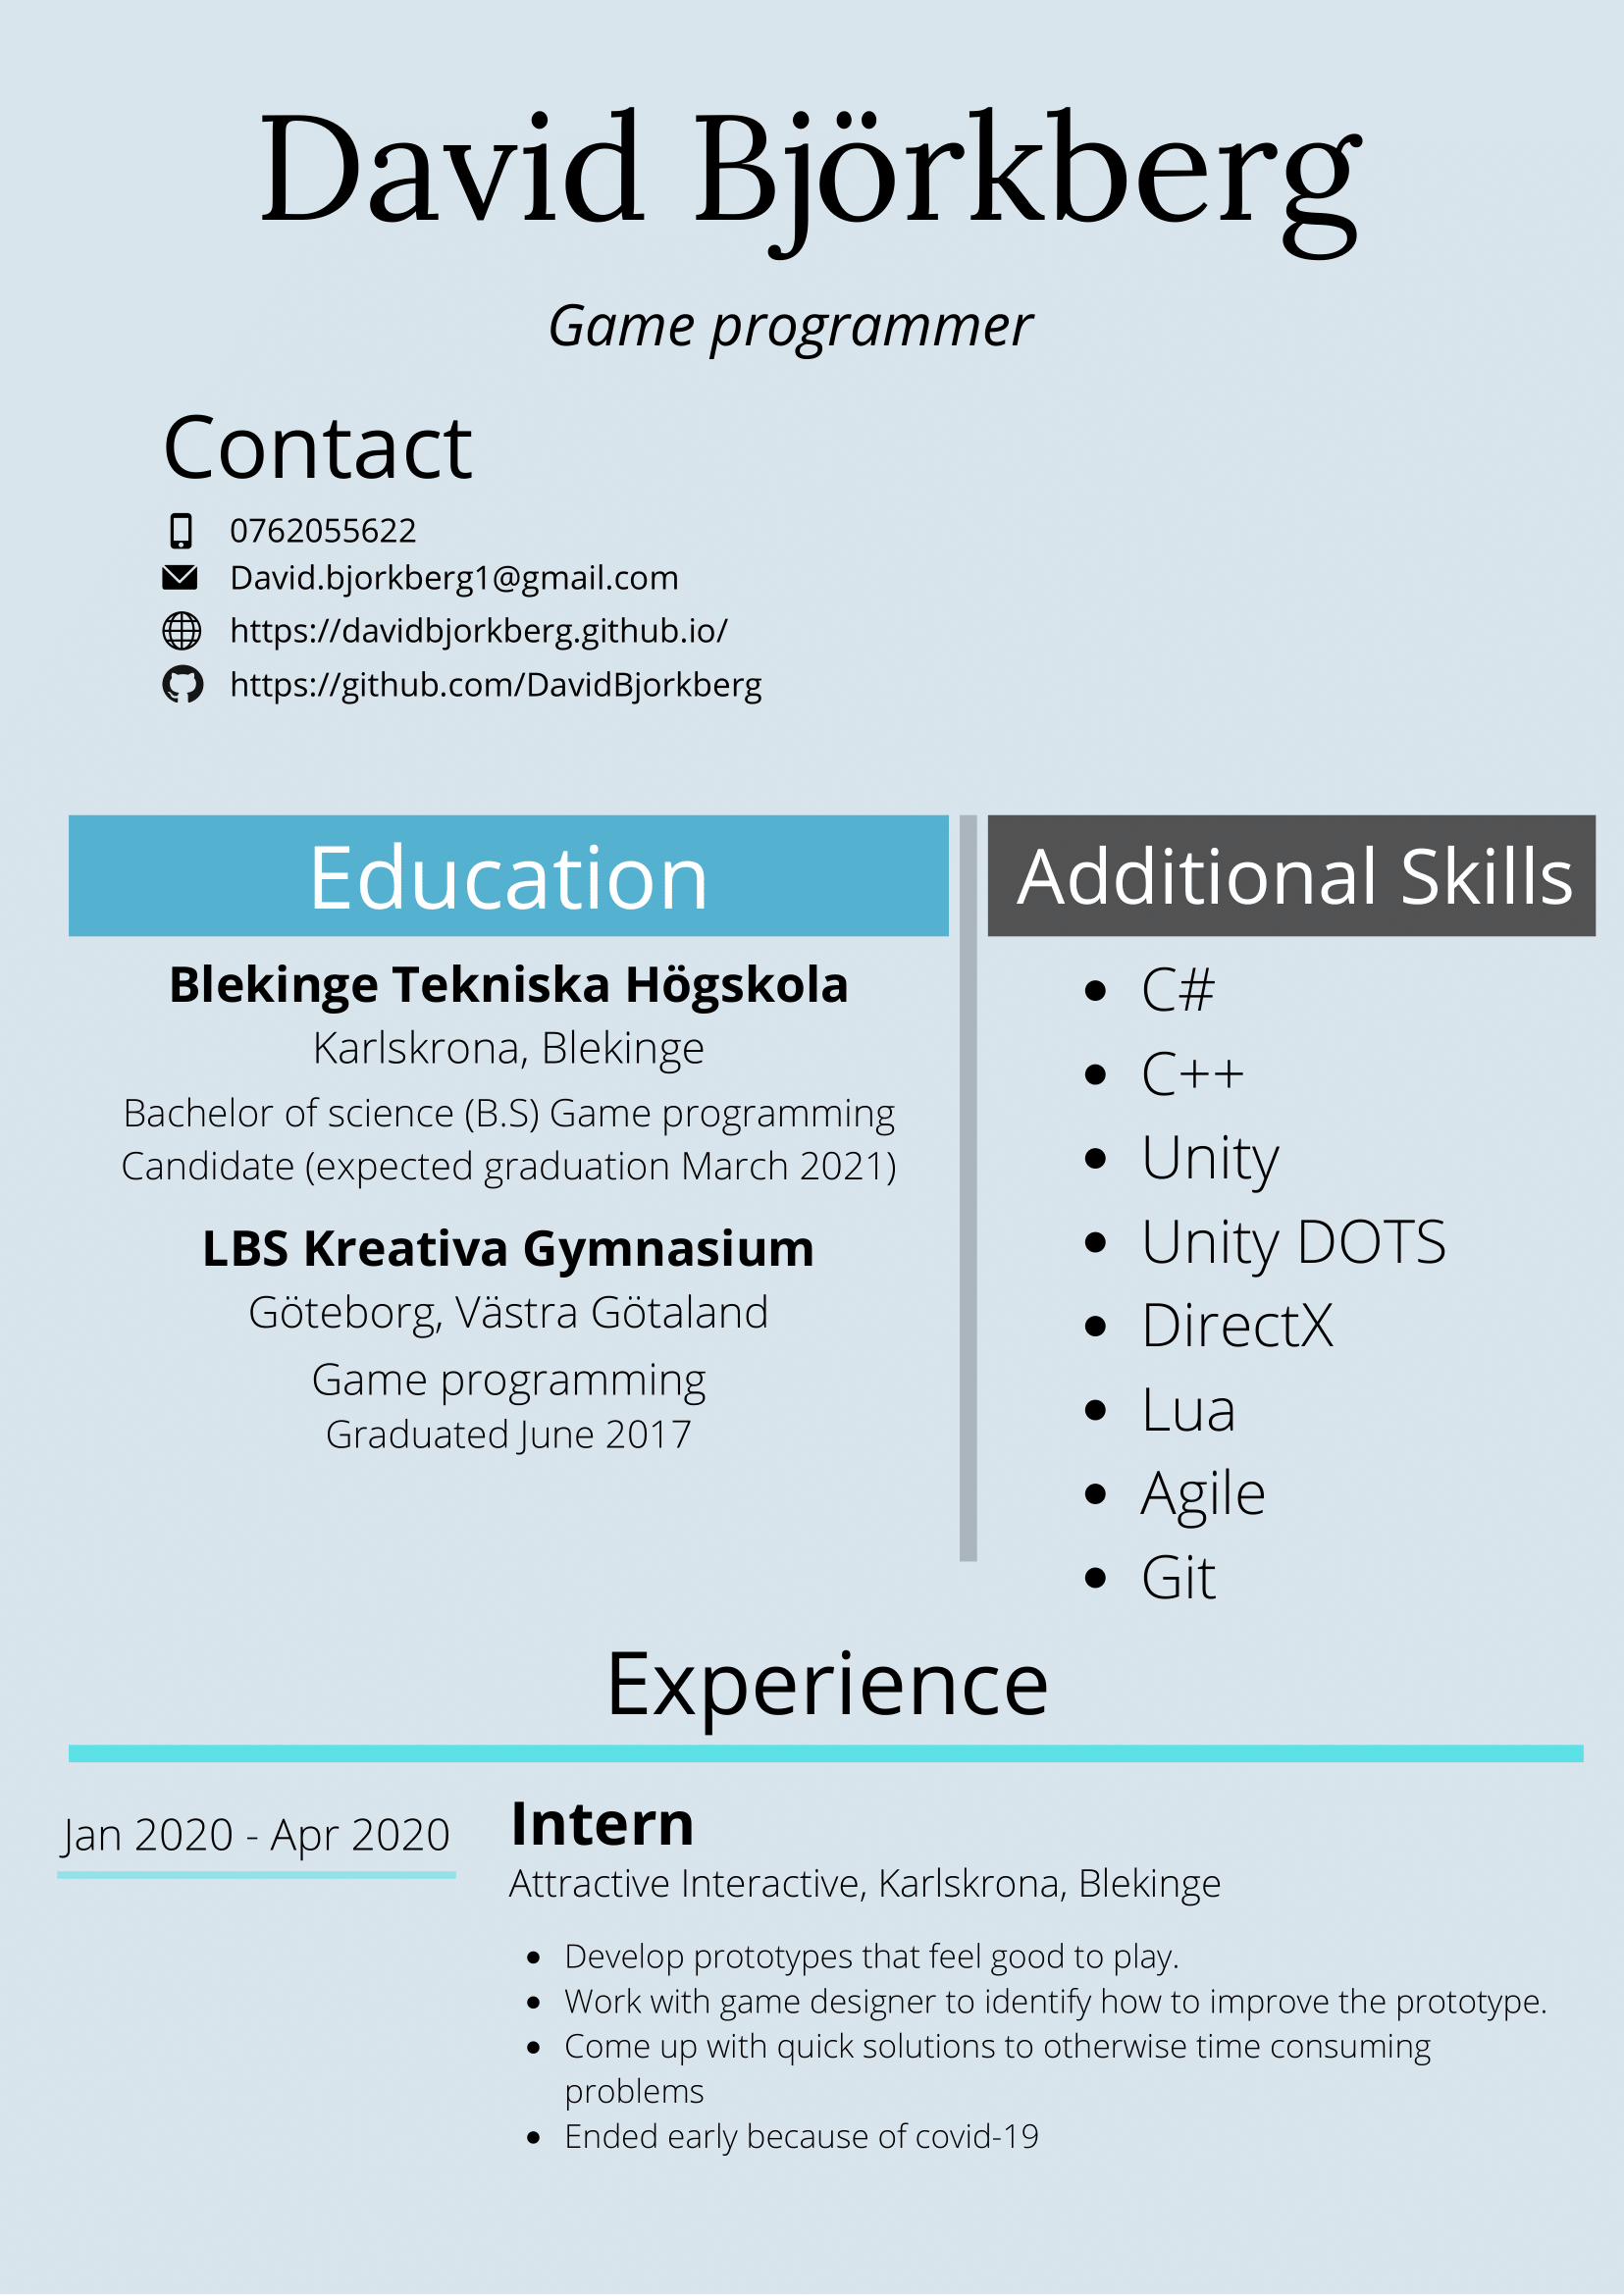 David Björkberg
Game programmer
Contact
0762055622
David.bjorkberg1@gmail.com
https://davidbjorkberg.github.io/
https://github.com/DavidBjorkberg
Education
Blekinge Tekniska Högskola
Karlskrona, Blekinge
Bachelor of science (B.S) Game programming
Candidate (expected graduation March 2021)
LBS Kreativa Gymnasium
Göteborg, Västra Götaland
Game programming
Graduated June 2017
Additional Skills
• C#
• C++
• Unity
• Unity DOTS
• DirectX
• Lua
• Agile
• Git
Experience
Jan 2020 - Apr 2020
Intern
Attractive Interactive, Karlskrona, Blekinge
• Develop prototypes that feel good to play.
• Work with game designer to identify how to improve the prototype.
• Come up with quick solutions to otherwise time consuming
problems
• Ended early because of covid-19